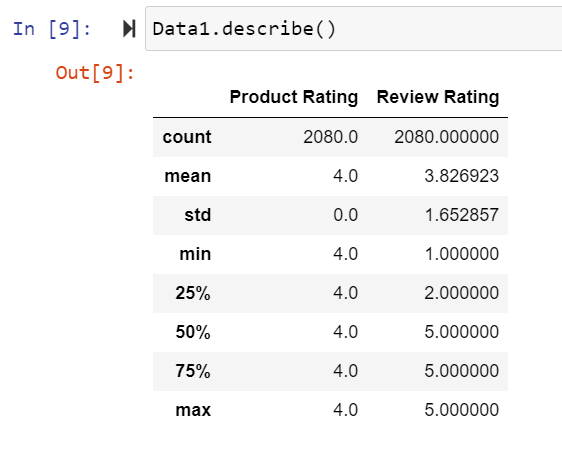 In [9]: Data1.describe()
Out[9]:
Product Rating Review Rating
count 2080.0 2080.000000
mean 4.0 3.826923
std 0.0 1.652857
min 4.0 1.000000
25% 4.0 2.000000
50% 4.0 5.000000
75% 4.0 5.000000
max 4.0 5.000000